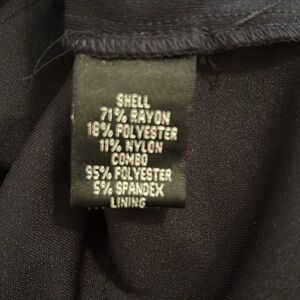 SHELL
71% RAYON
18% POLYESTER
11% NYLON
COMBO
95% POLYESTER
5% SPANDEX
LINING